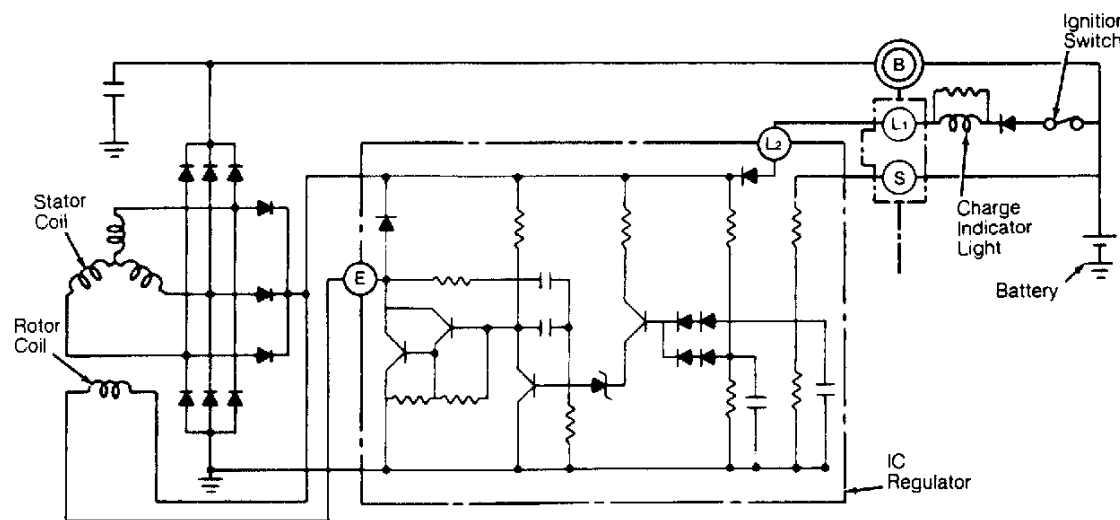 Ignition
Switch
B
L1
L2
S
Charge
Indicator
Light
Stator
Coil
E
Battery
Rotor
Coil
IC
Regulator